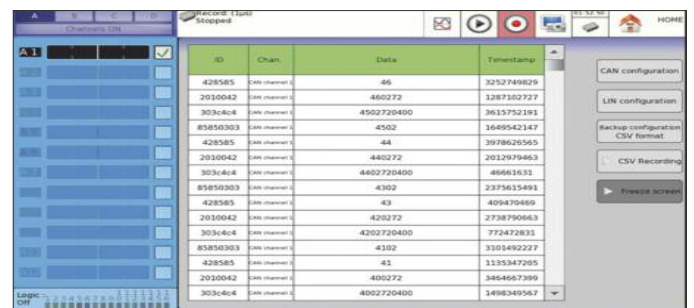 A B C D
Channels ON
Record: (1µs)
Stopped
HOME
A1
ID Chan. Data Timestamp
428585 CAN channel 1 46 3252749829
2010042 CAN channel 1 460272 1287102727
303c4c4 CAN channel 1 4502720400 3615752191
85850303 CAN channel 1 4502 1649542147
428585 CAN channel 1 44 3978626565
2010042 CAN channel 1 440272 2012979463
303c4c4 CAN channel 1 4402720400 46661631
85850303 CAN channel 1 4302 2375615491
428585 CAN channel 1 43 409470469
2010042 CAN channel 1 420272 2738790663
303c4c4 CAN channel 1 4202720400 772472831
85850303 CAN channel 1 4102 3101492227
428585 CAN channel 1 41 1135347205
2010042 CAN channel 1 400272 3464667399
303c4c4 CAN channel 1 4002720400 1498349567
CAN configuration
LIN configuration
Backup configuration
CSV format
CSV Recording
Freeze screen
Logic
Off